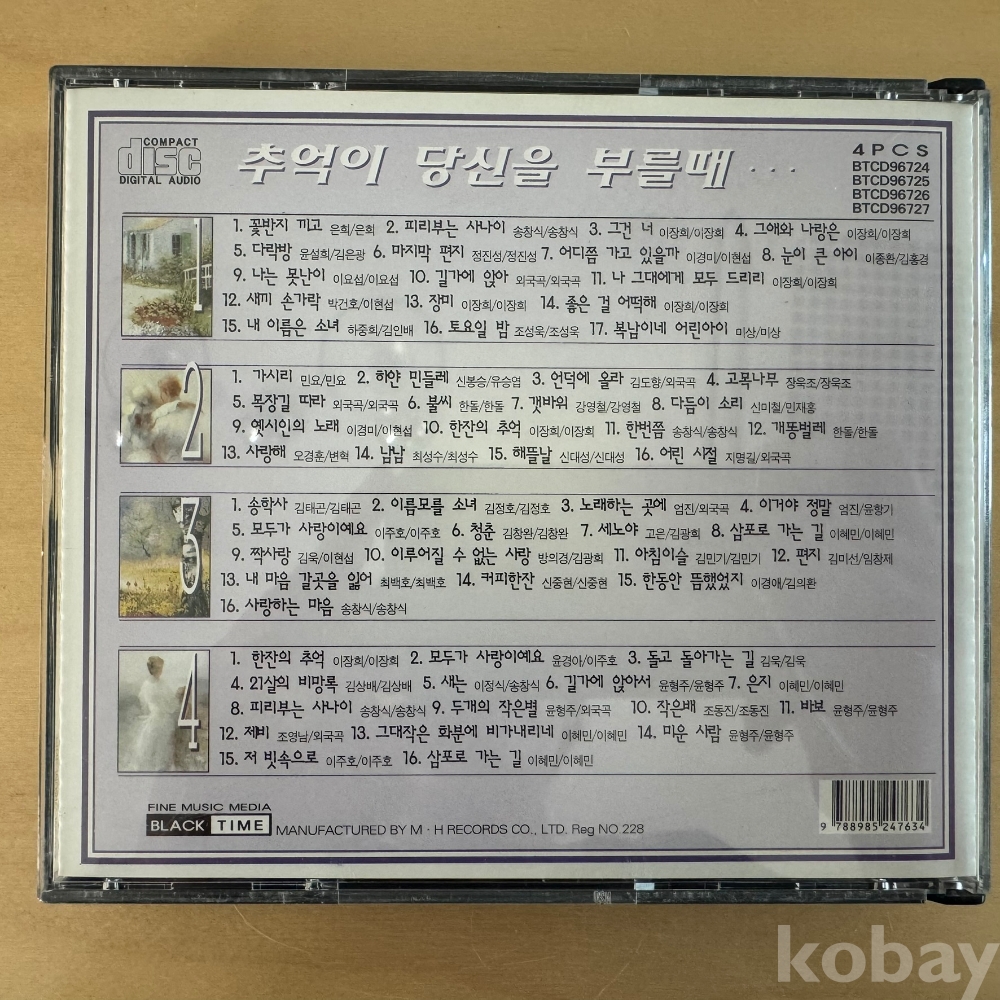 COMPACT
disc
DIGITAL AUDIO
추억이 당신을 부를때 ···
4PCS
BTCD96724
BTCD96725
BTCD96726
BTCD96727
1
1. 꽃반지 끼고 은희/은희 2. 피리부는 사나이 송창식/송창식 3. 그건 너 이장희/이장희 4. 그애와 나랑은 이장희/이장희
5. 다락방 윤설희/김은광 6. 마지막 편지 정진성/정진성 7. 어디쯤 가고 있을까 이경미/이현섭 8. 눈이 큰 아이 이종환/김홍경
9. 나는 못난이 이요섭/이요섭 10. 길가에 앉아 외국곡/외국곡 11. 나 그대에게 모두 드리리 이장희/이장희
12. 새끼 손가락 박건호/이현섭 13. 장미 이장희/이장희 14. 좋은 걸 어떡해 이장희/이장희
15. 내 이름은 소녀 하중희/김인배 16. 토요일 밤 조성욱/조성욱 17. 복남이네 어린아이 미상/미상
2
1. 가시리 민요/민요 2. 하얀 민들레 신봉승/유승엽 3. 언덕에 올라 김도향/외국곡 4. 고목나무 장욱조/장욱조
5. 목장길 따라 외국곡/외국곡 6. 불씨 한돌/한돌 7. 갯바위 강영철/강영철 8. 다듬이 소리 신미철/민재홍
9. 옛시인의 노래 이경미/이현섭 10. 한잔의 추억 이장희/이장희 11. 한번쯤 송창식/송창식 12. 개똥벌레 한돌/한돌
13. 사랑해 오경훈/변혁 14. 남남 최성수/최성수 15. 해뜰날 신대성/신대성 16. 어린 시절 지명길/외국곡
3
1. 송학사 김태곤/김태곤 2. 이름모를 소녀 김정호/김정호 3. 노래하는 곳에 엄진/외국곡 4. 이거야 정말 엄진/윤항기
5. 모두가 사랑이예요 이주호/이주호 6. 청춘 김창완/김창완 7. 세노야 고은/김광희 8. 삼포로 가는 길 이혜민/이혜민
9. 짝사랑 김욱/이현섭 10. 이루어질 수 없는 사랑 방의경/김광희 11. 아침이슬 김민기/김민기 12. 편지 김미선/임창제
13. 내 마음 갈곳을 잃어 최백호/최백호 14. 커피한잔 신중현/신중현 15. 한동안 뜸했었지 이경애/김의환
16. 사랑하는 마음 송창식/송창식
4
1. 한잔의 추억 이장희/이장희 2. 모두가 사랑이예요 윤경아/이주호 3. 돌고 돌아가는 길 김욱/김욱
4. 21살의 비망록 김상배/김상배 5. 새는 이정식/송창식 6. 길가에 앉아서 윤형주/윤형주 7. 은지 이혜민/이혜민
8. 피리부는 사나이 송창식/송창식 9. 두개의 작은별 윤형주/외국곡 10. 작은배 조동진/조동진 11. 바보 윤형주/윤형주
12. 제비 조영남/외국곡 13. 그대작은 화분에 비가내리네 이혜민/이혜민 14. 미운 사람 윤형주/윤형주
15. 저 빗속으로 이주호/이주호 16. 삼포로 가는 길 이혜민/이혜민
FINE MUSIC MEDIA
BLACK TIME MANUFACTURED BY M · H RECORDS CO., LTD. Reg NO 228
9 788985 247634
kobay